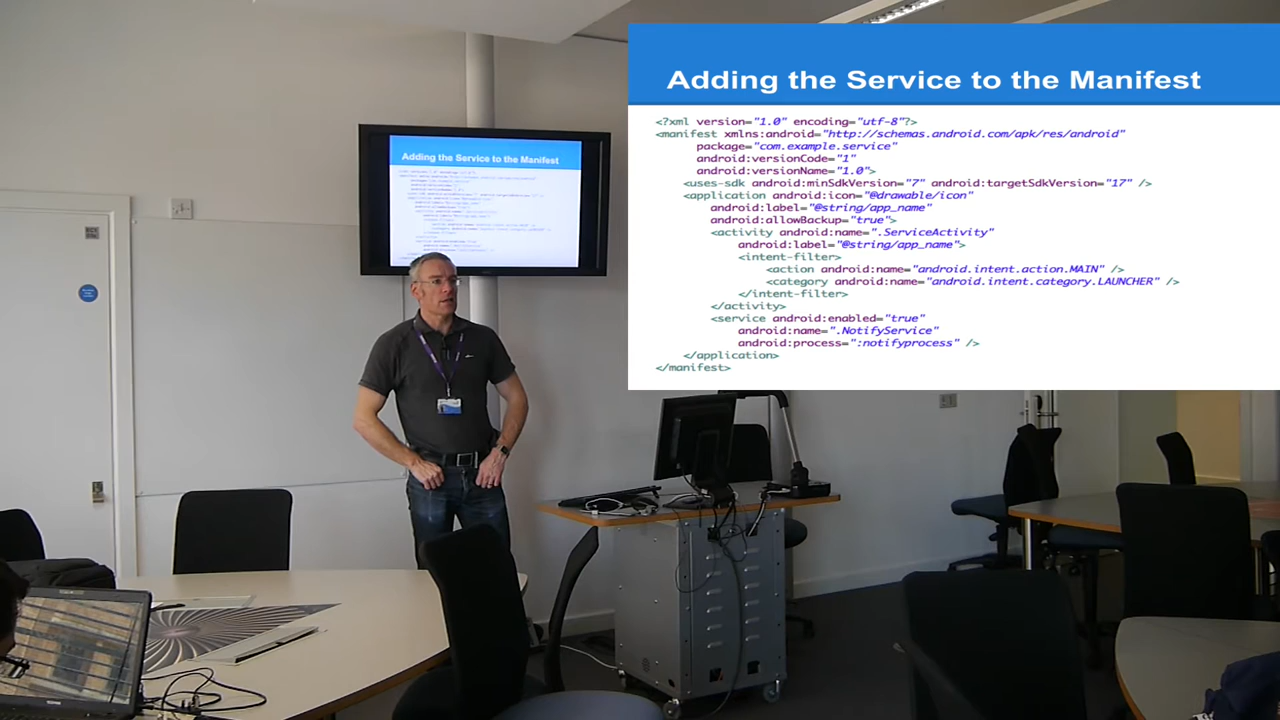 Adding the Service to the Manifest
<?xml version="1.0" encoding="utf-8"?>
<manifest xmlns:android="http://schemas.android.com/apk/res/android"
package="com.example.service"
android:versionCode="1"
android:versionName="1.0">
<uses-sdk android:minSdkVersion="7" android:targetSdkVersion="17" />
<application android:icon="@drawable/icon"
android:label="@string/app_name"
android:allowBackup="true">
<activity android:name=".ServiceActivity"
android:label="@string/app_name">
<intent-filter>
<action android:name="android.intent.action.MAIN" />
<category android:name="android.intent.category.LAUNCHER" />
</intent-filter>
</activity>
<service android:enabled="true"
android:name=".NotifyService"
android:process=":notifyprocess" />
</application>
</manifest>
Adding the Service to the Manifest